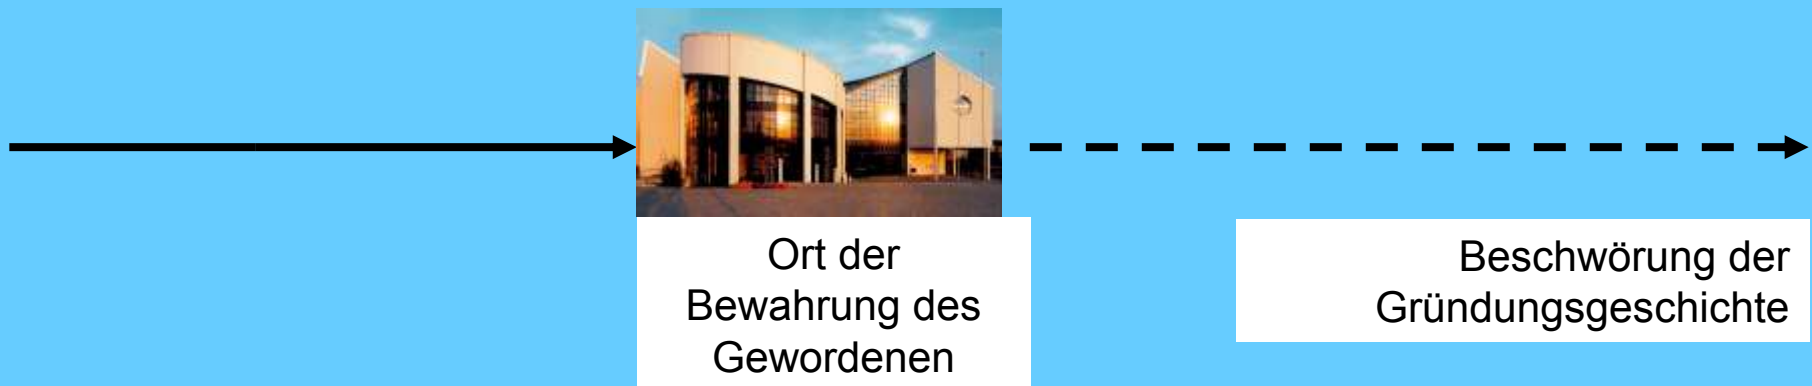 Ort der
Bewahrung des
Gewordenen
Beschwörung der
Gründungsgeschichte